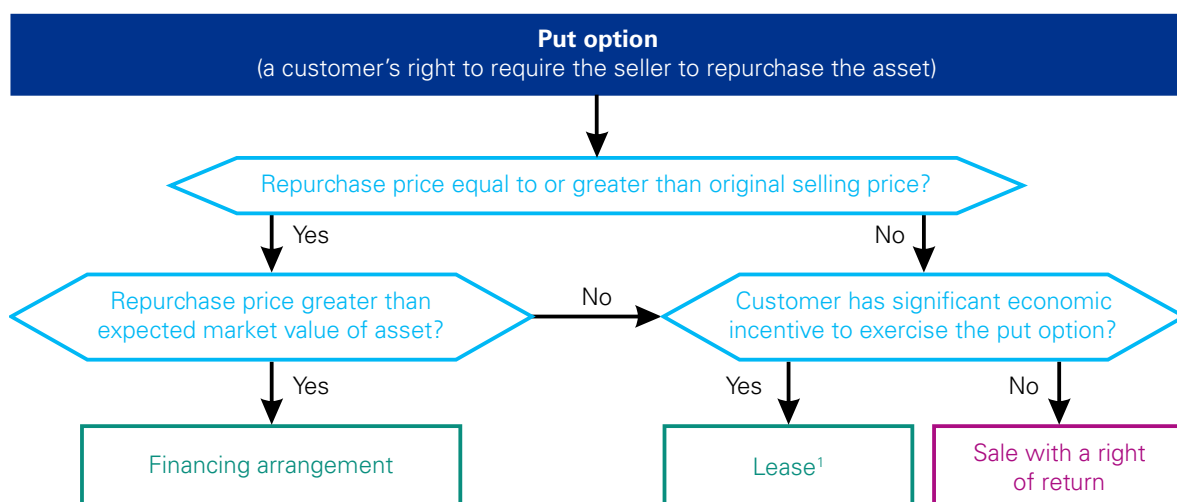 Put option
(a customer's right to require the seller to repurchase the asset)
Repurchase price equal to or greater than original selling price?
Yes
No
Repurchase price greater than
expected market value of asset?
No
Customer has significant economic
incentive to exercise the put option?
Yes
Yes
No
Financing arrangement
Lease¹
Sale with a right
of return